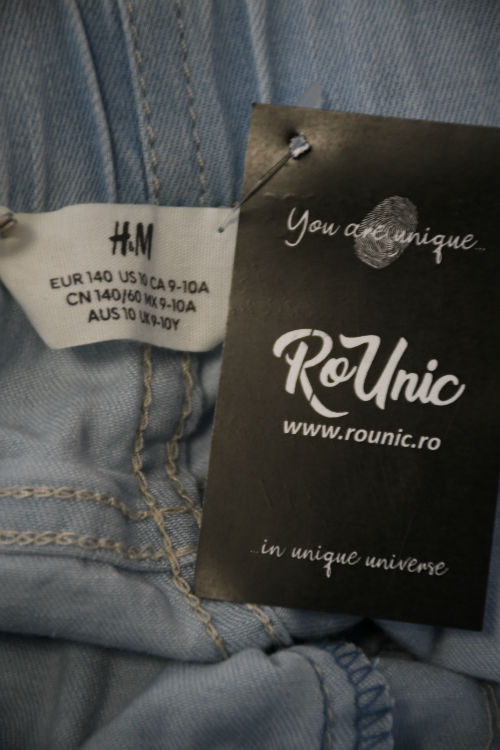 H&M
EUR 140 US 10 CA 9-10A
CN 140/60 MX 9-10A
AUS 10 UK 9-10Y
You are unique...
RoUnic
www.rounic.ro
...in unique universe